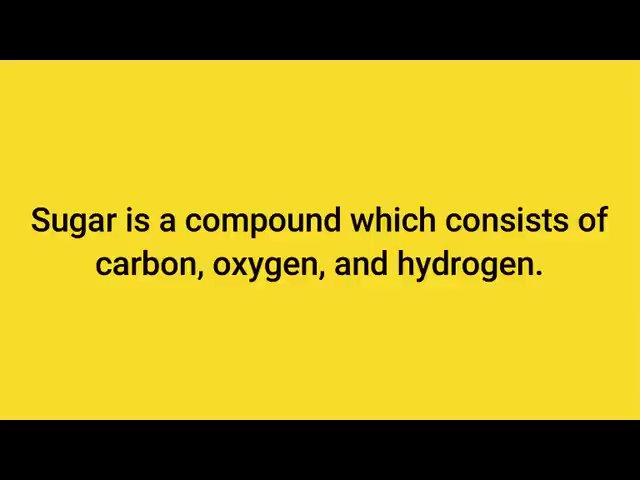 Sugar is a compound which consists of
carbon, oxygen, and hydrogen.